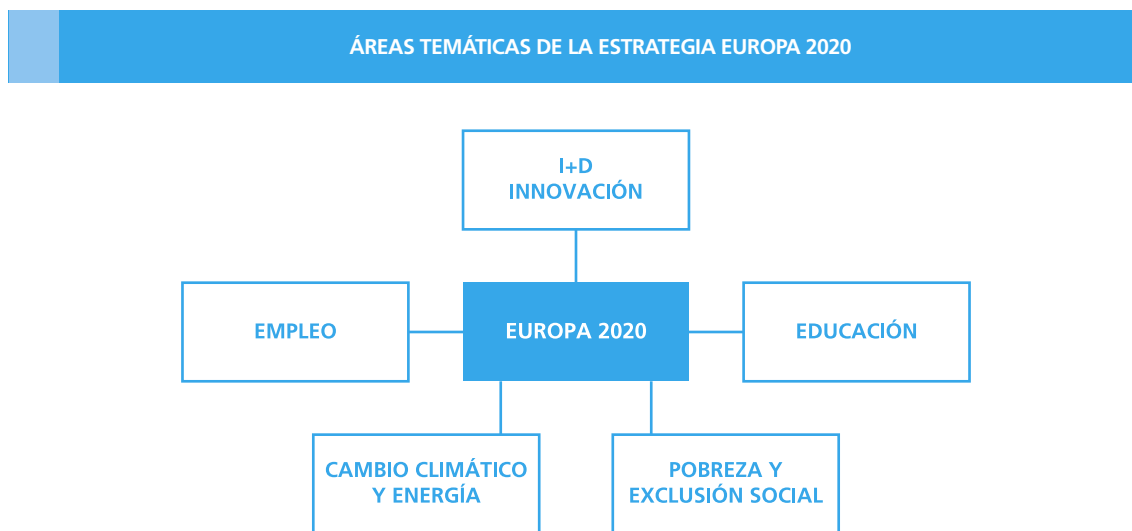 ÁREAS TEMÁTICAS DE LA ESTRATEGIA EUROPA 2020
I+D
INNOVACIÓN
EMPLEO
EUROPA 2020
EDUCACIÓN
CAMBIO CLIMÁTICO
Y ENERGÍA
POBREZA Y
EXCLUSIÓN SOCIAL